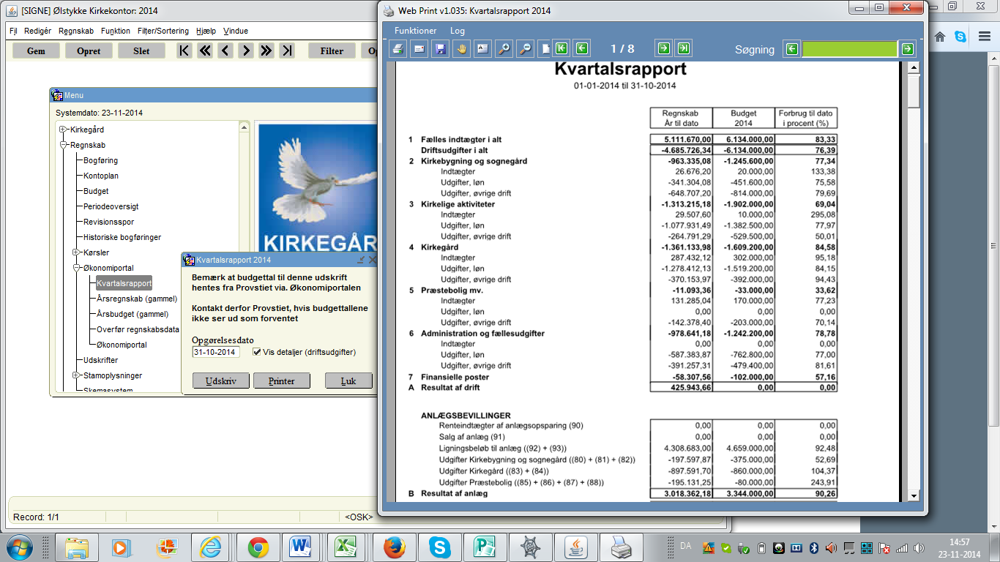 [SIGNE] Ølstykke Kirkekontor: 2014
Fil Redigér Regnskab Funktion Filter/Sortering Hjælp Vindue
Gem Opret Slet Filter
Menu
Systemdato: 23-11-2014
Kirkegård
Regnskab
Bogføring
Kontoplan
Budget
Periodeoversigt
Revisionsspor
Historiske bogføringer
Kørsler
Økonomiportal
Kvartalsrapport
Årsregnskab (gammel)
Årsbudget (gammel)
Overfør regnskabsdata
Økonomiportal
Udskrifter
Stamoplysninger
Skemasystem
KIRKEGÅR
Kvartalsrapport 2014
Bemærk at budgettal til denne udskrift
hentes fra Provstiet via. Økonomiportalen
Kontakt derfor Provstiet, hvis budgettallene
ikke ser ud som forventet
Opgørelsesdato
31-10-2014 Vis detaljer (driftsudgifter)
Udskriv Printer Luk
Record: 1/1 <OSK>
Web Print v1.035: Kvartalsrapport 2014
Funktioner Log
1 / 8 Søgning
Kvartalsrapport
01-01-2014 til 31-10-2014
Regnskab Budget Forbrug til dato
År til dato 2014 i procent (%)
1 Fælles indtægter i alt 5.111.670,00 6.134.000,00 83,33
Driftsudgifter i alt -4.685.726,34 -6.134.000,00 76,39
2 Kirkebygning og sognegård -963.335,08 -1.245.600,00 77,34
Indtægter 26.676,20 20.000,00 133,38
Udgifter, løn -341.304,08 -451.600,00 75,58
Udgifter, øvrige drift -648.707,20 -814.000,00 79,69
3 Kirkelige aktiviteter -1.313.215,18 -1.902.000,00 69,04
Indtægter 29.507,60 10.000,00 295,08
Udgifter, løn -1.077.931,49 -1.382.500,00 77,97
Udgifter, øvrige drift -264.791,29 -529.500,00 50,01
4 Kirkegård -1.361.133,98 -1.609.200,00 84,58
Indtægter 287.432,12 302.000,00 95,18
Udgifter, løn -1.278.412,13 -1.519.200,00 84,15
Udgifter, øvrige drift -370.153,97 -392.000,00 94,43
5 Præstebolig mv. -11.093,36 -33.000,00 33,62
Indtægter 131.285,04 170.000,00 77,23
Udgifter, løn 0,00 0,00 0,00
Udgifter, øvrige drift -142.378,40 -203.000,00 70,14
6 Administration og fællesudgifter -978.641,18 -1.242.200,00 78,78
Indtægter 0,00 0,00 0,00
Udgifter, løn -587.383,87 -762.800,00 77,00
Udgifter, øvrige drift -391.257,31 -479.400,00 81,61
7 Finansielle poster -58.307,56 -102.000,00 57,16
A Resultat af drift 425.943,66 0,00 0,00
ANLÆGSBEVILLINGER
Renteindtægter af anlægsopsparing (90) 0,00 0,00 0,00
Salg af anlæg (91) 0,00 0,00 0,00
Ligningsbeløb til anlæg ((92) + (93)) 4.308.683,00 4.659.000,00 92,48
Udgifter Kirkebygning og sognegård ((80) + (81) + (82)) -197.597,87 -375.000,00 52,69
Udgifter Kirkegård ((83) + (84)) -897.591,70 -860.000,00 104,37
Udgifter Præstebolig ((85) + (86) + (87) + (88)) -195.131,25 -80.000,00 243,91
B Resultat af anlæg 3.018.362,18 3.344.000,00 90,26
DA 14:57
23-11-2014